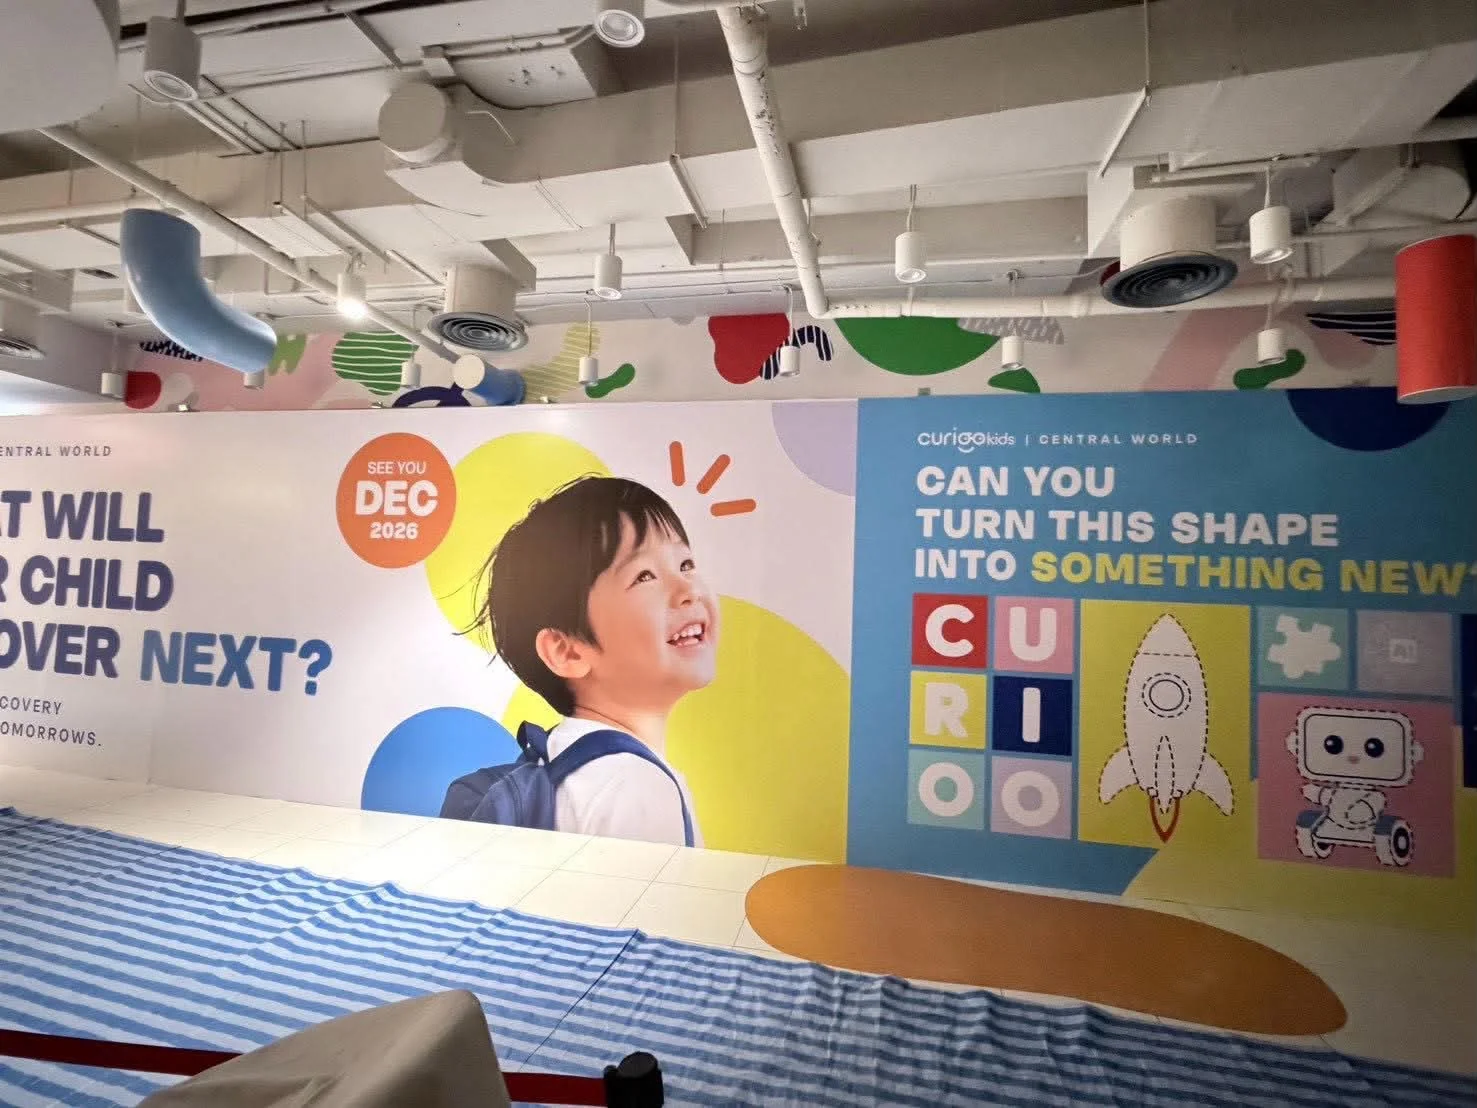 ENTRAL WORLD
AT WILL
R CHILD
OVER NEXT?
COVERY
OMORROWS.
SEE YOU
DEC
2026
curiookids | CENTRAL WORLD
CAN YOU
TURN THIS SHAPE
INTO SOMETHING NEW?
C U
R I
O O
AI